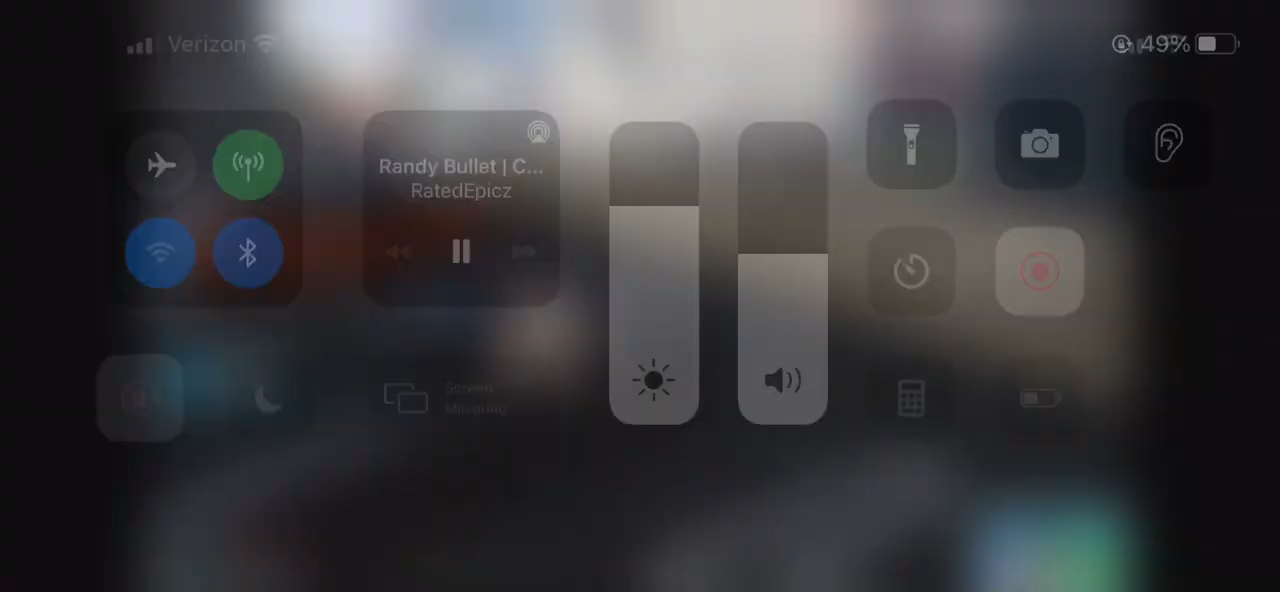 Verizon
49%
Randy Bullet | C...
RatedEpicz
Screen
Mirroring